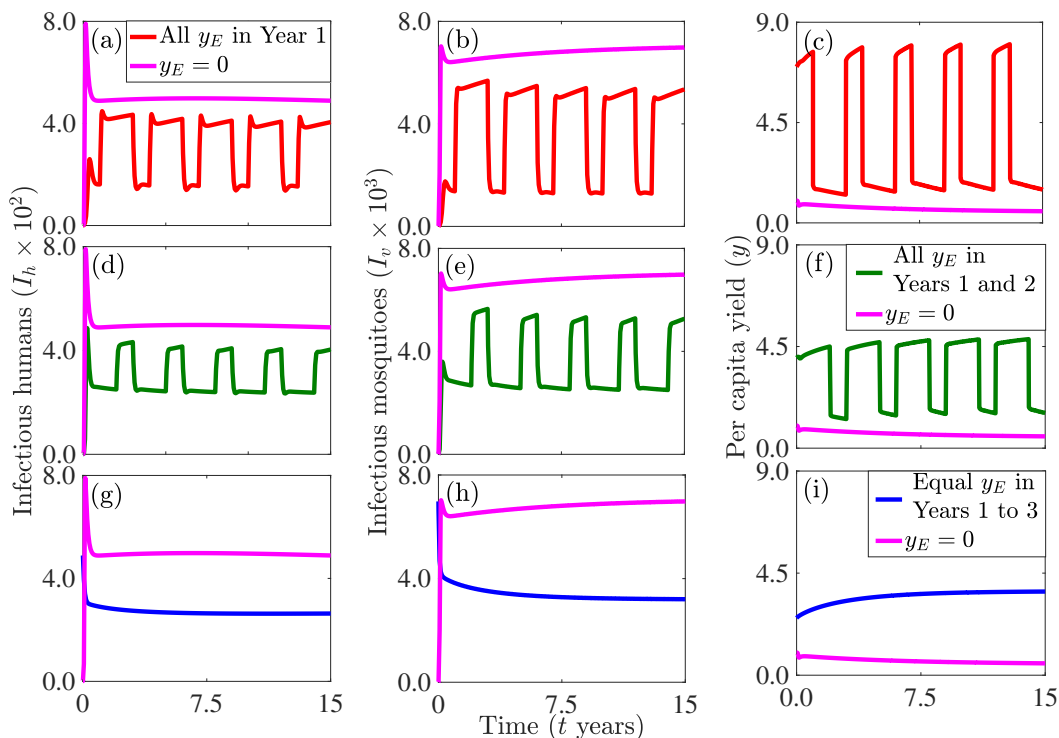 8.0
(a)
All y_E in Year 1
y_E = 0
4.0
0.0
8.0
(b)
4.0
0.0
9.0
(c)
4.5
0.0
8.0
(d)
4.0
0.0
8.0
(e)
4.0
0.0
9.0
(f)
All y_E in
Years 1 and 2
y_E = 0
4.5
0.0
8.0
(g)
4.0
0.0
0
7.5
15
8.0
(h)
4.0
0.0
0
7.5
15
9.0
(i)
Equal y_E in
Years 1 to 3
y_E = 0
4.5
0.0
0.0
7.5
15
Infectious humans (I_h × 10^2)
Infectious mosquitoes (I_v × 10^3)
Per capita yield (y)
Time (t years)